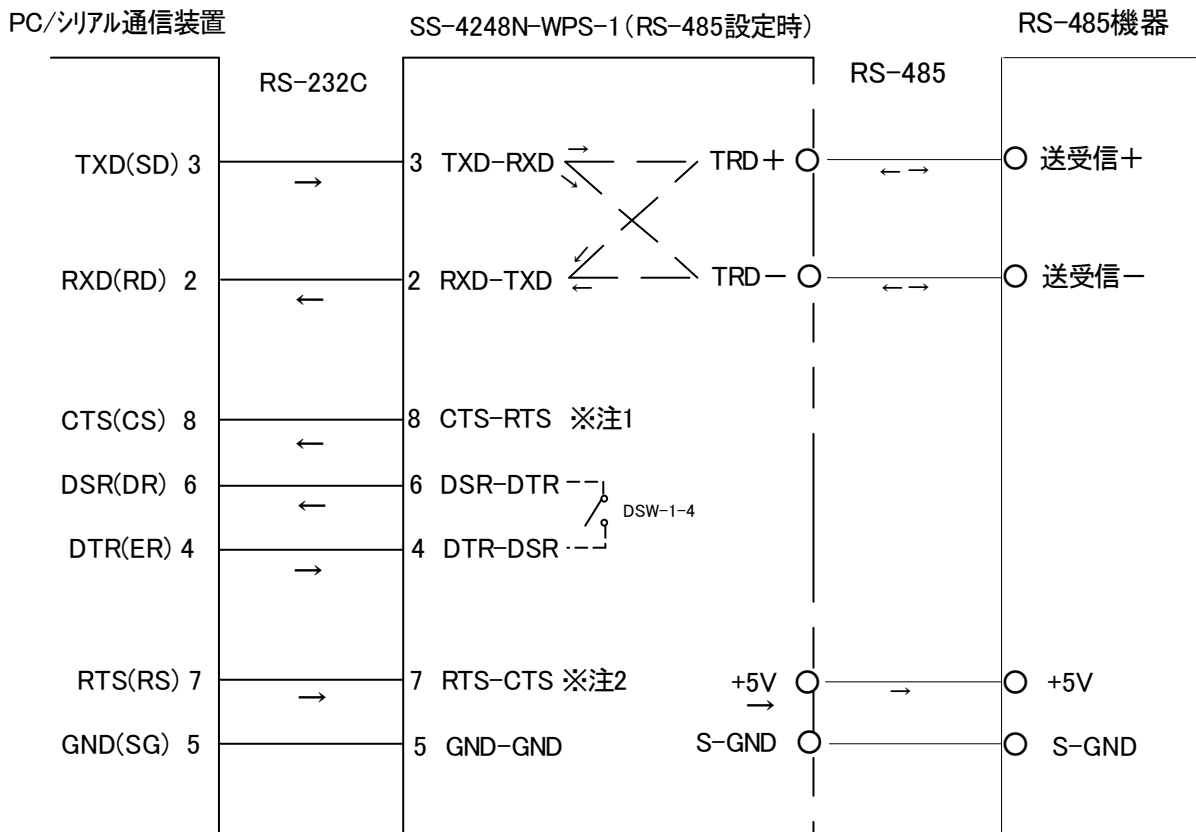 PC/シリアル通信装置 SS-4248N-WPS-1(RS-485設定時) RS-485機器
RS-232C RS-485
TXD(SD) 3 3 TXD-RXD → TRD+ 送受信+
→ ↘ ← →
RXD(RD) 2 2 RXD-TXD ↙ TRD- 送受信-
← ← ← →
CTS(CS) 8 8 CTS-RTS ※注1
←
DSR(DR) 6 6 DSR-DTR
← DSW-1-4
DTR(ER) 4 4 DTR-DSR
→
RTS(RS) 7 7 RTS-CTS ※注2 +5V +5V
→ → →
GND(SG) 5 5 GND-GND S-GND S-GND